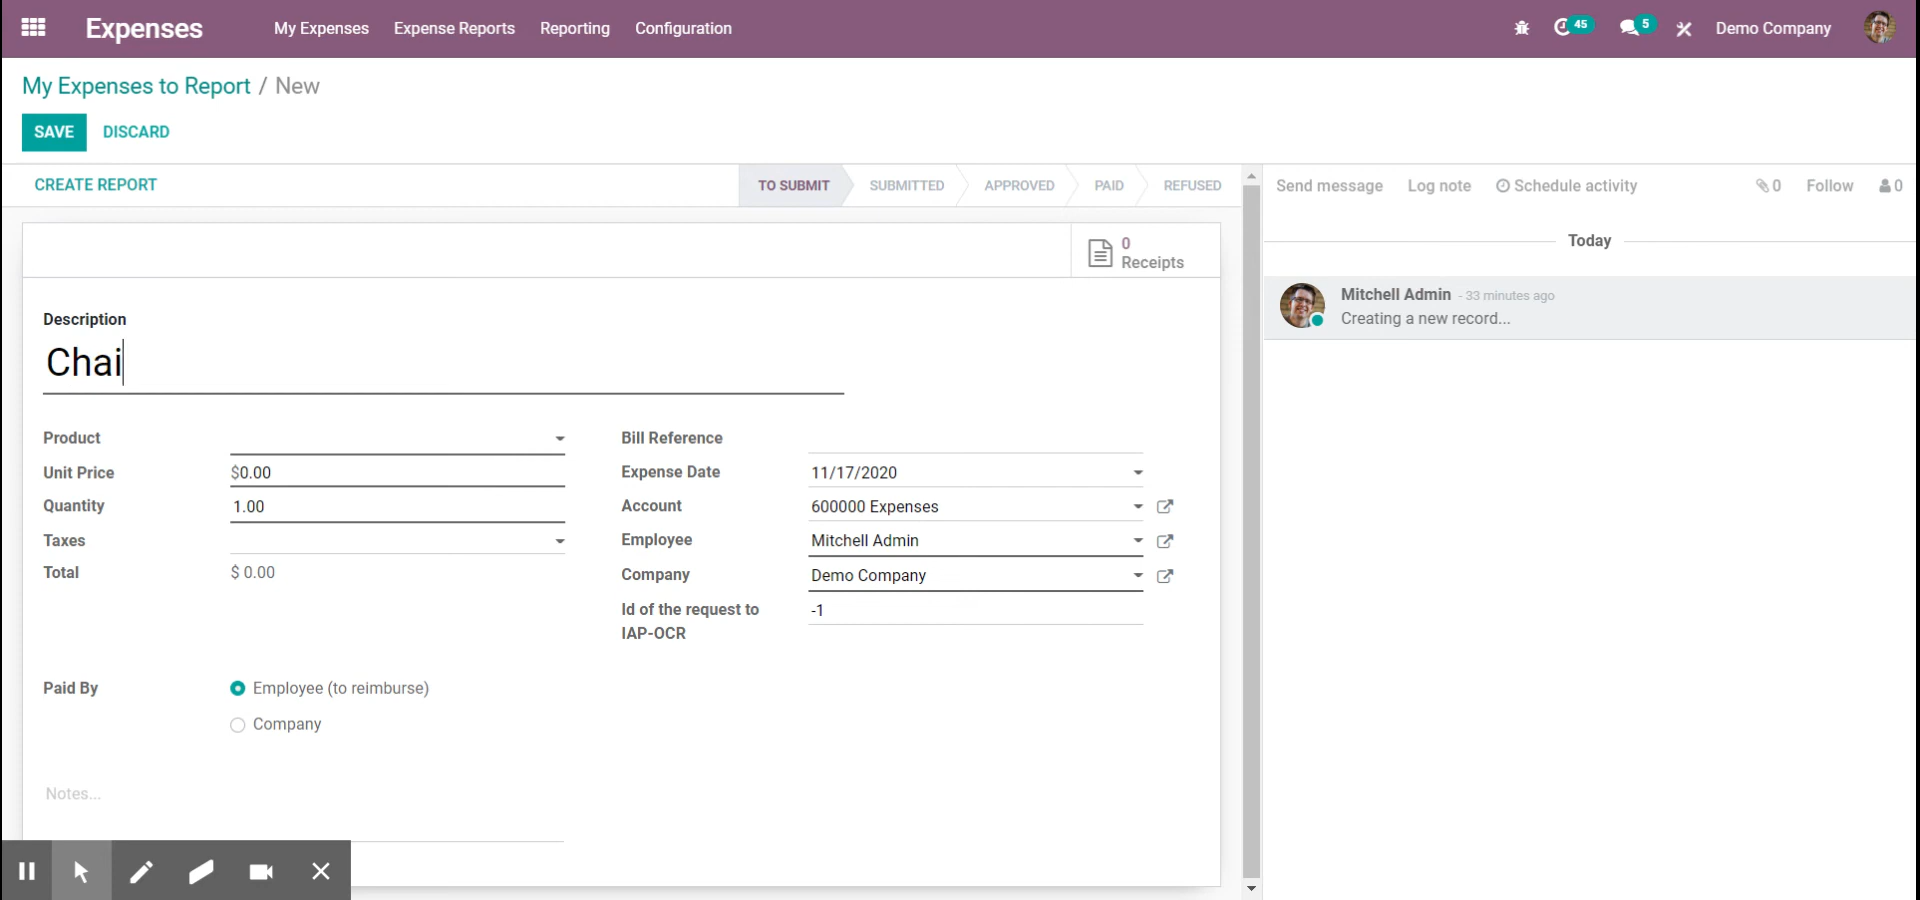 Expenses My Expenses Expense Reports Reporting Configuration 45 5 Demo Company
My Expenses to Report / New
SAVE DISCARD
CREATE REPORT TO SUBMIT SUBMITTED APPROVED PAID REFUSED Send message Log note Schedule activity 0 Follow 0
Today
0
Receipts
Mitchell Admin - 33 minutes ago
Creating a new record...
Description
Chai
Product Bill Reference
Unit Price $0.00 Expense Date 11/17/2020
Quantity 1.00 Account 600000 Expenses
Taxes Employee Mitchell Admin
Total $ 0.00 Company Demo Company
Id of the request to -1
IAP-OCR
Paid By Employee (to reimburse)
Company
Notes...